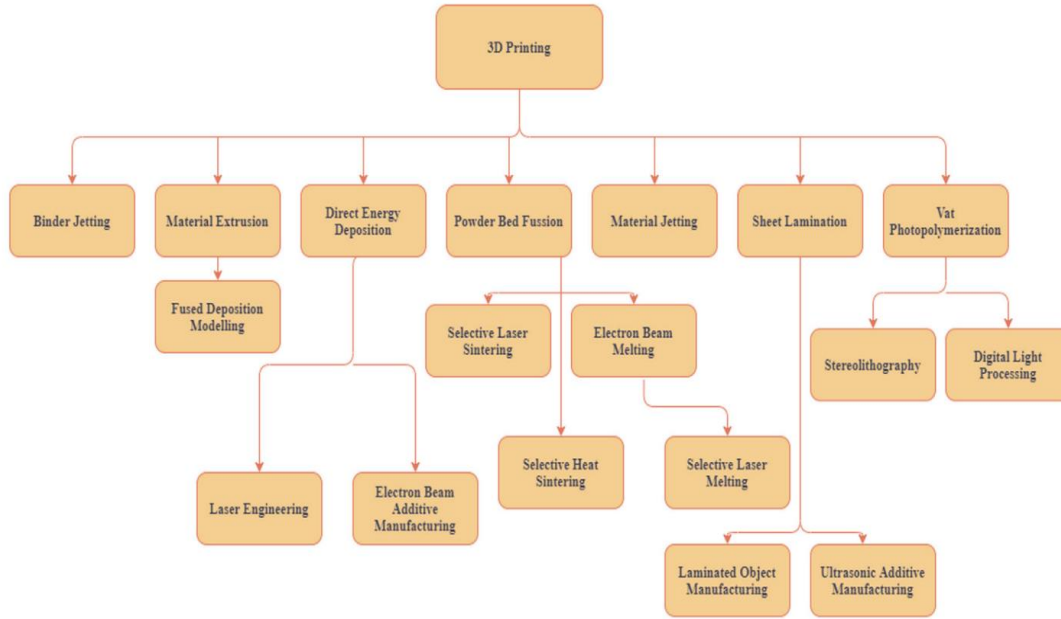 3D Printing
Binder Jetting
Material Extrusion
Direct Energy
Deposition
Powder Bed Fussion
Material Jetting
Sheet Lamination
Vat
Photopolymerization
Fused Deposition
Modelling
Selective Laser
Sintering
Electron Beam
Melting
Stereolithography
Digital Light
Processing
Laser Engineering
Electron Beam
Additive
Manufacturing
Selective Heat
Sintering
Selective Laser
Melting
Laminated Object
Manufacturing
Ultrasonic Additive
Manufacturing